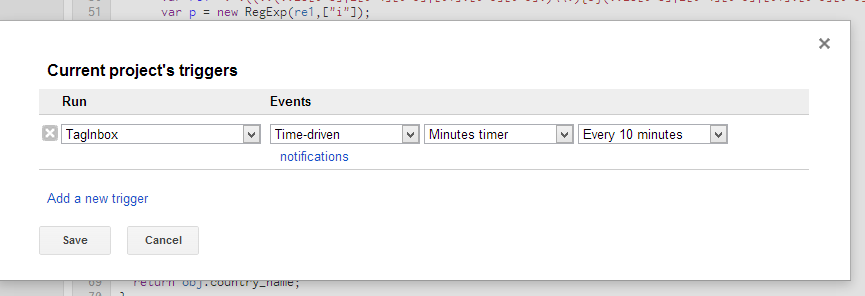 51 var p = new RegExp(re1,["i"]);
Current project's triggers
Run Events
TagInbox Time-driven Minutes timer Every 10 minutes
notifications
Add a new trigger
Save Cancel
69 return obj.country_name;